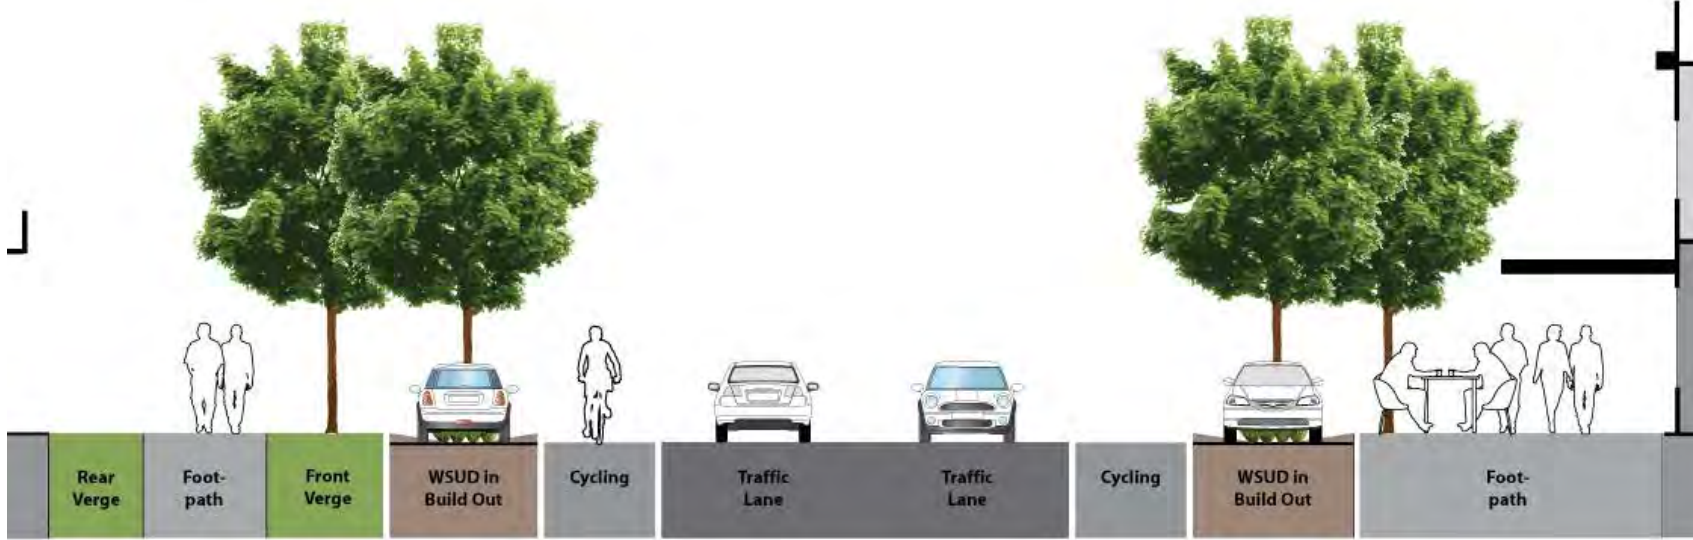 Rear
Verge
Foot-
path
Front
Verge
WSUD in
Build Out
Cycling
Traffic
Lane
Traffic
Lane
Cycling
WSUD in
Build Out
Foot-
path